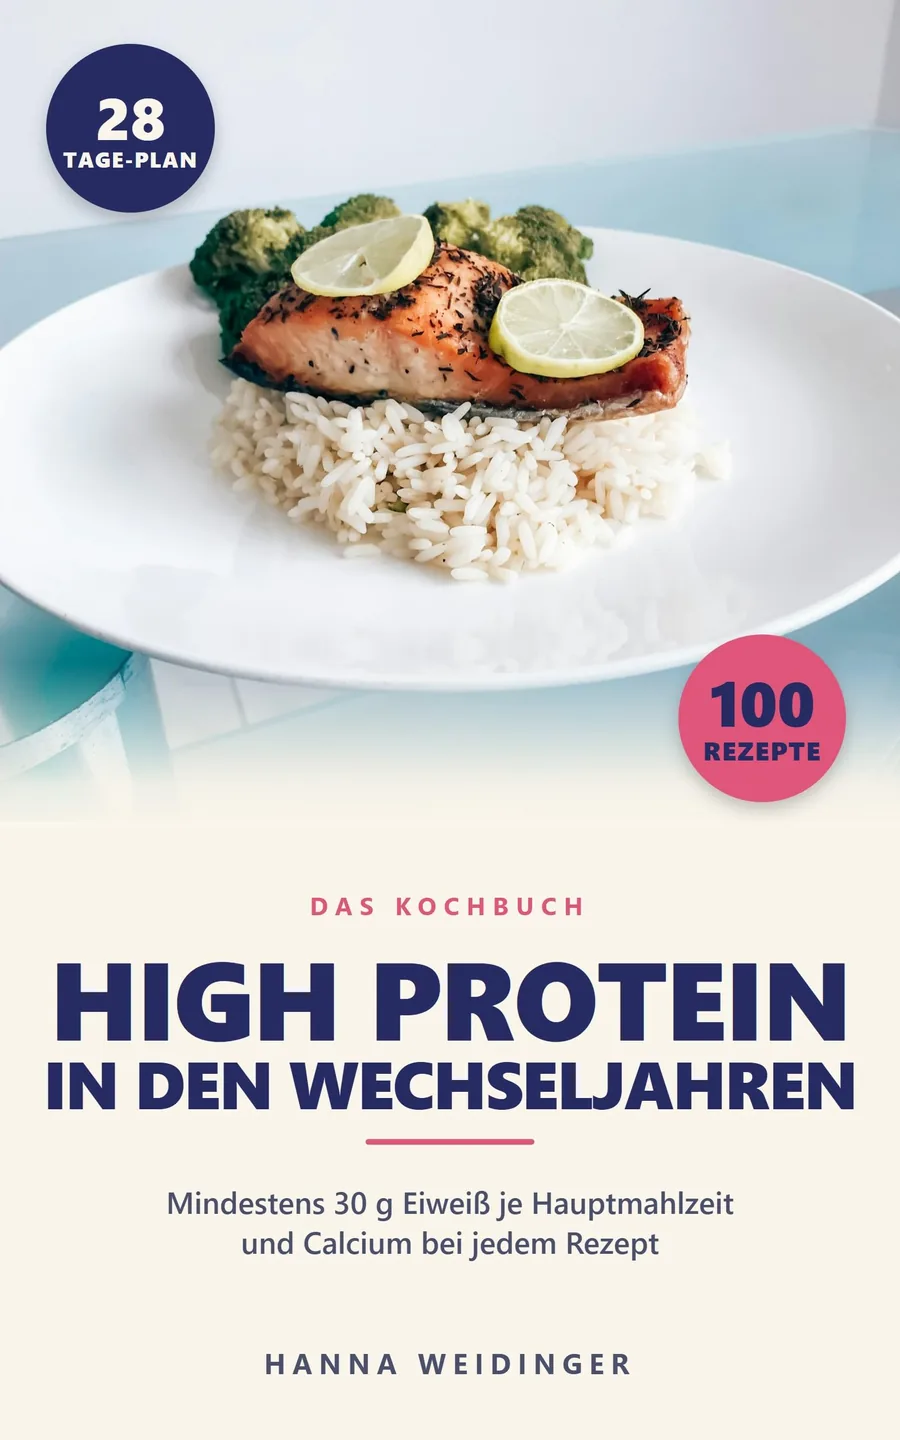 28
TAGE-PLAN
100
REZEPTE
DAS KOCHBUCH
HIGH PROTEIN
IN DEN WECHSELJAHREN
Mindestens 30 g Eiweiß je Hauptmahlzeit
und Calcium bei jedem Rezept
HANNA WEIDINGER